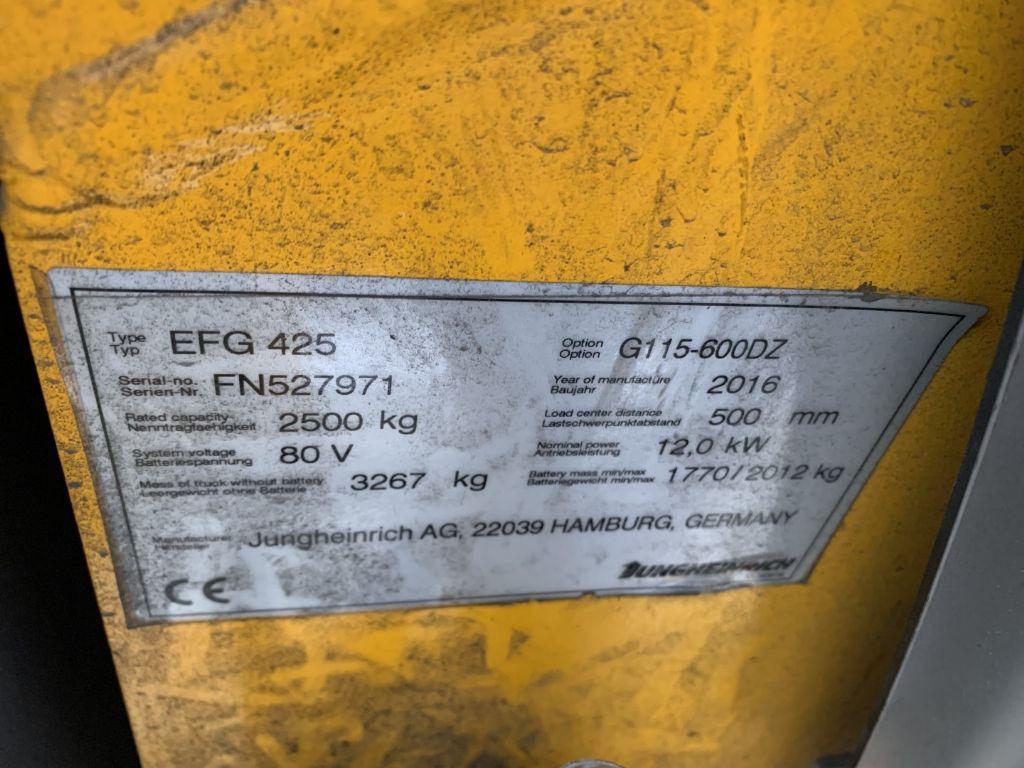 Type EFG 425 Option G115-600DZ
Typ Option
Serial-no. FN527971 Year of manufacture 2016
Serien-Nr. Baujahr
Rated capacity 2500 kg Load center distance 500 mm
Nenntragfaehigkeit Lastschwerpunktabstand
System voltage 80 V Nominal power 12,0 kW
Batteriespannung Antriebsleistung
Mass of truck without battery 3267 kg Battery mass min/max 1770/2012 kg
Leergewicht ohne Batterie Batteriegewicht min/max
Manufacturer Jungheinrich AG, 22039 HAMBURG, GERMANY
Hersteller
CE JUNGHEINRICH